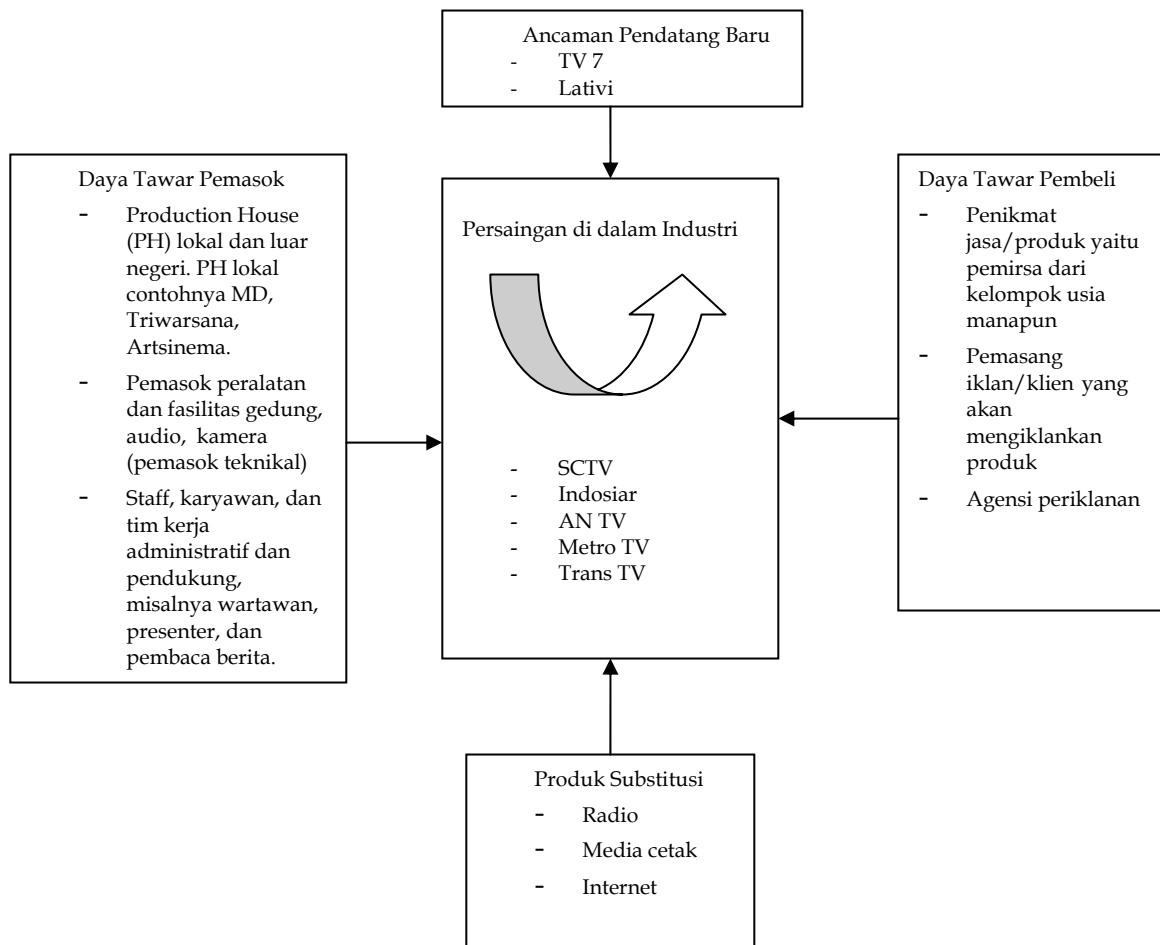 Ancaman Pendatang Baru
- TV 7
- Lativi
Daya Tawar Pemasok
- Production House
(PH) lokal dan luar
negeri. PH lokal
contohnya MD,
Triwarsana,
Artsinema.
- Pemasok peralatan
dan fasilitas gedung,
audio, kamera
(pemasok teknikal)
- Staff, karyawan, dan
tim kerja
administratif dan
pendukung,
misalnya wartawan,
presenter, dan
pembaca berita.
Persaingan di dalam Industri
- SCTV
- Indosiar
- AN TV
- Metro TV
- Trans TV
Daya Tawar Pembeli
- Penikmat
jasa/produk yaitu
pemirsa dari
kelompok usia
manapun
- Pemasang
iklan/klien yang
akan
mengiklankan
produk
- Agensi periklanan
Produk Substitusi
- Radio
- Media cetak
- Internet